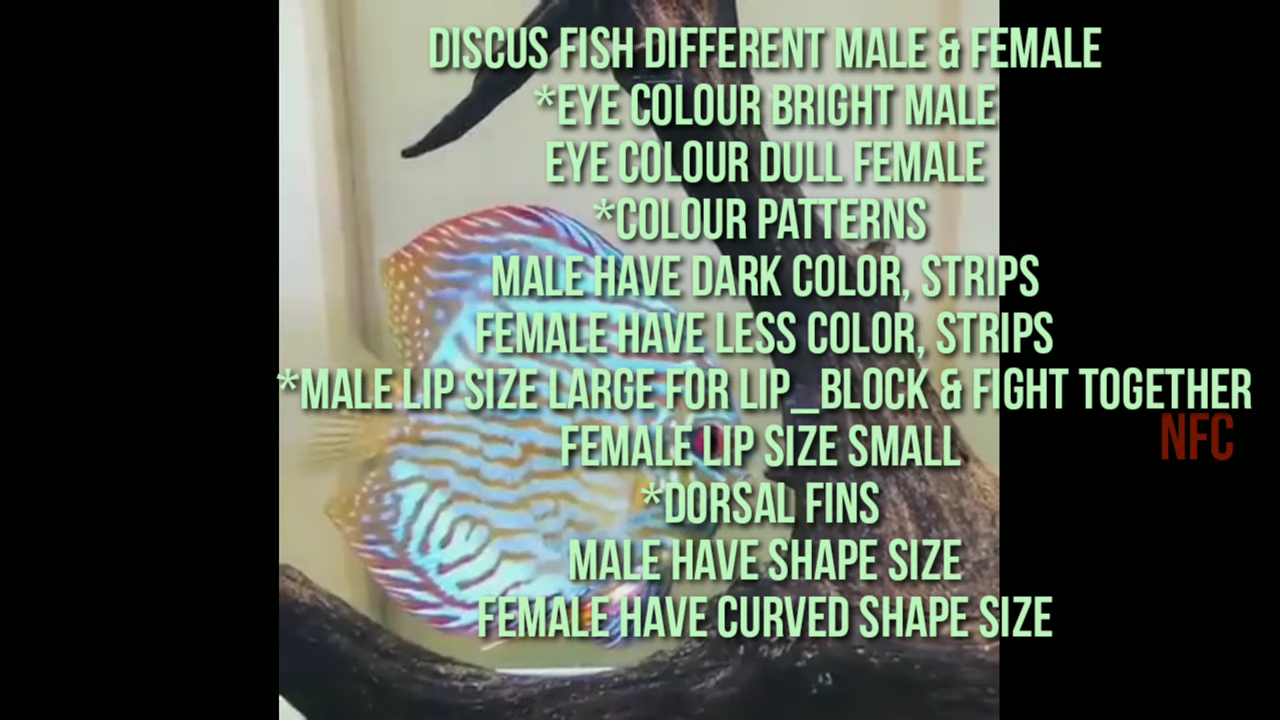 DISCUS FISH DIFFERENT MALE & FEMALE
*EYE COLOUR BRIGHT MALE
EYE COLOUR DULL FEMALE
*COLOUR PATTERNS
MALE HAVE DARK COLOR, STRIPS
FEMALE HAVE LESS COLOR, STRIPS
*MALE LIP SIZE LARGE FOR LIP_BLOCK & FIGHT TOGETHER
NFC
FEMALE LIP SIZE SMALL
*DORSAL FINS
MALE HAVE SHAPE SIZE
FEMALE HAVE CURVED SHAPE SIZE